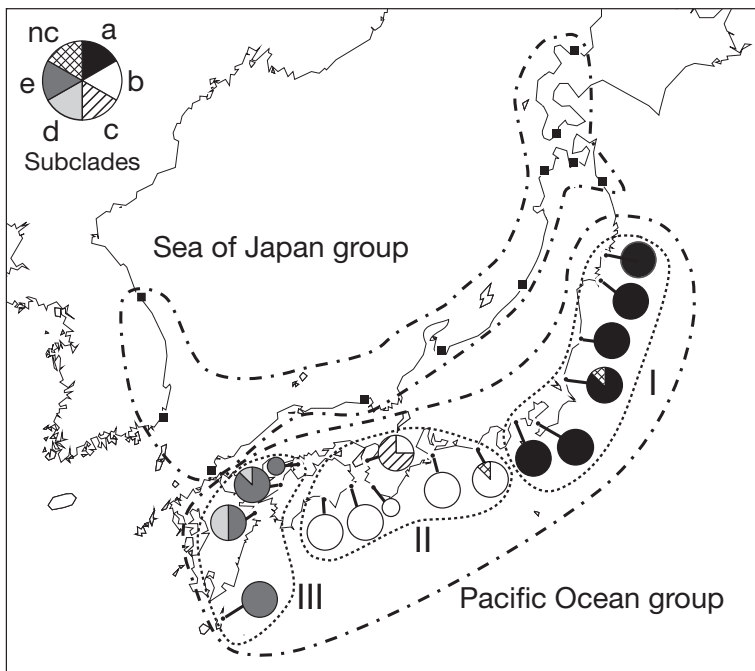 nc a
e b
d c
Subclades
Sea of Japan group
I
II
III
Pacific Ocean group